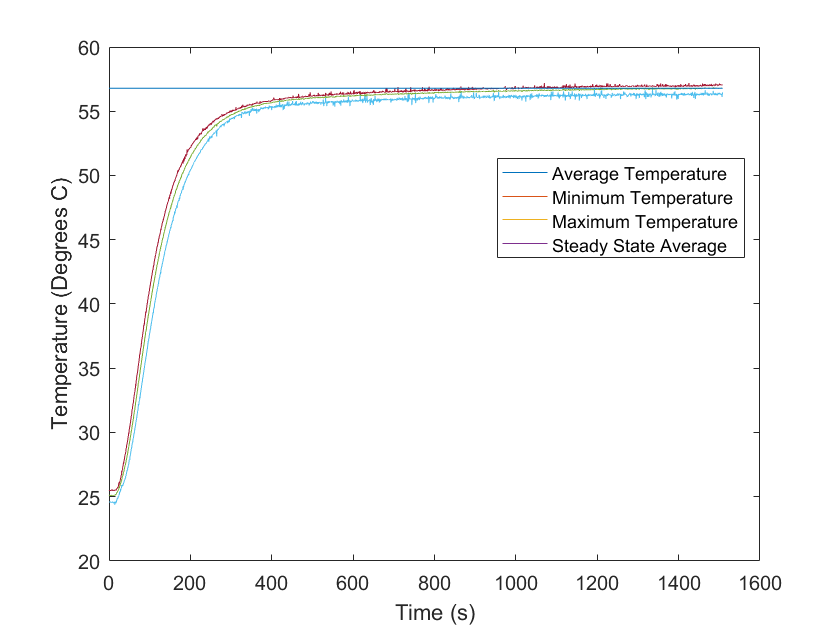 60
55
50
45
40
35
30
25
20
Temperature (Degrees C)
Average Temperature
Minimum Temperature
Maximum Temperature
Steady State Average
0 200 400 600 800 1000 1200 1400 1600
Time (s)